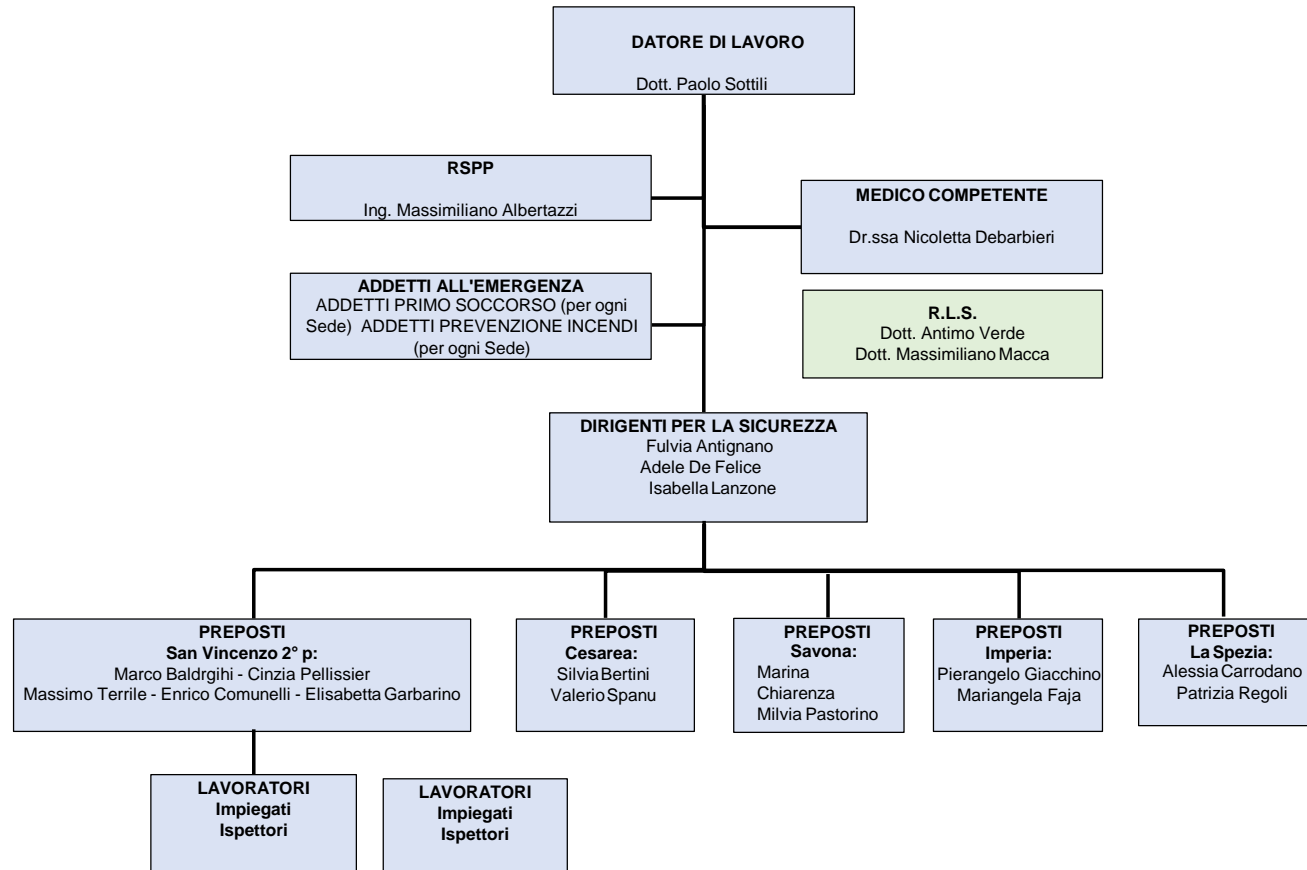 DATORE DI LAVORO
Dott. Paolo Sottili
RSPP
Ing. Massimiliano Albertazzi
MEDICO COMPETENTE
Dr.ssa Nicoletta Debarbieri
ADDETTI ALL'EMERGENZA
ADDETTI PRIMO SOCCORSO (per ogni
Sede) ADDETTI PREVENZIONE INCENDI
(per ogni Sede)
R.L.S.
Dott. Antimo Verde
Dott. Massimiliano Macca
DIRIGENTI PER LA SICUREZZA
Fulvia Antignano
Adele De Felice
Isabella Lanzone
PREPOSTI
San Vincenzo 2° p:
Marco Baldrgihi - Cinzia Pellissier
Massimo Terrile - Enrico Comunelli - Elisabetta Garbarino
PREPOSTI
Cesarea:
Silvia Bertini
Valerio Spanu
PREPOSTI
Savona:
Marina
Chiarenza
Milvia Pastorino
PREPOSTI
Imperia:
Pierangelo Giacchino
Mariangela Faja
PREPOSTI
La Spezia:
Alessia Carrodano
Patrizia Regoli
LAVORATORI
Impiegati
Ispettori
LAVORATORI
Impiegati
Ispettori